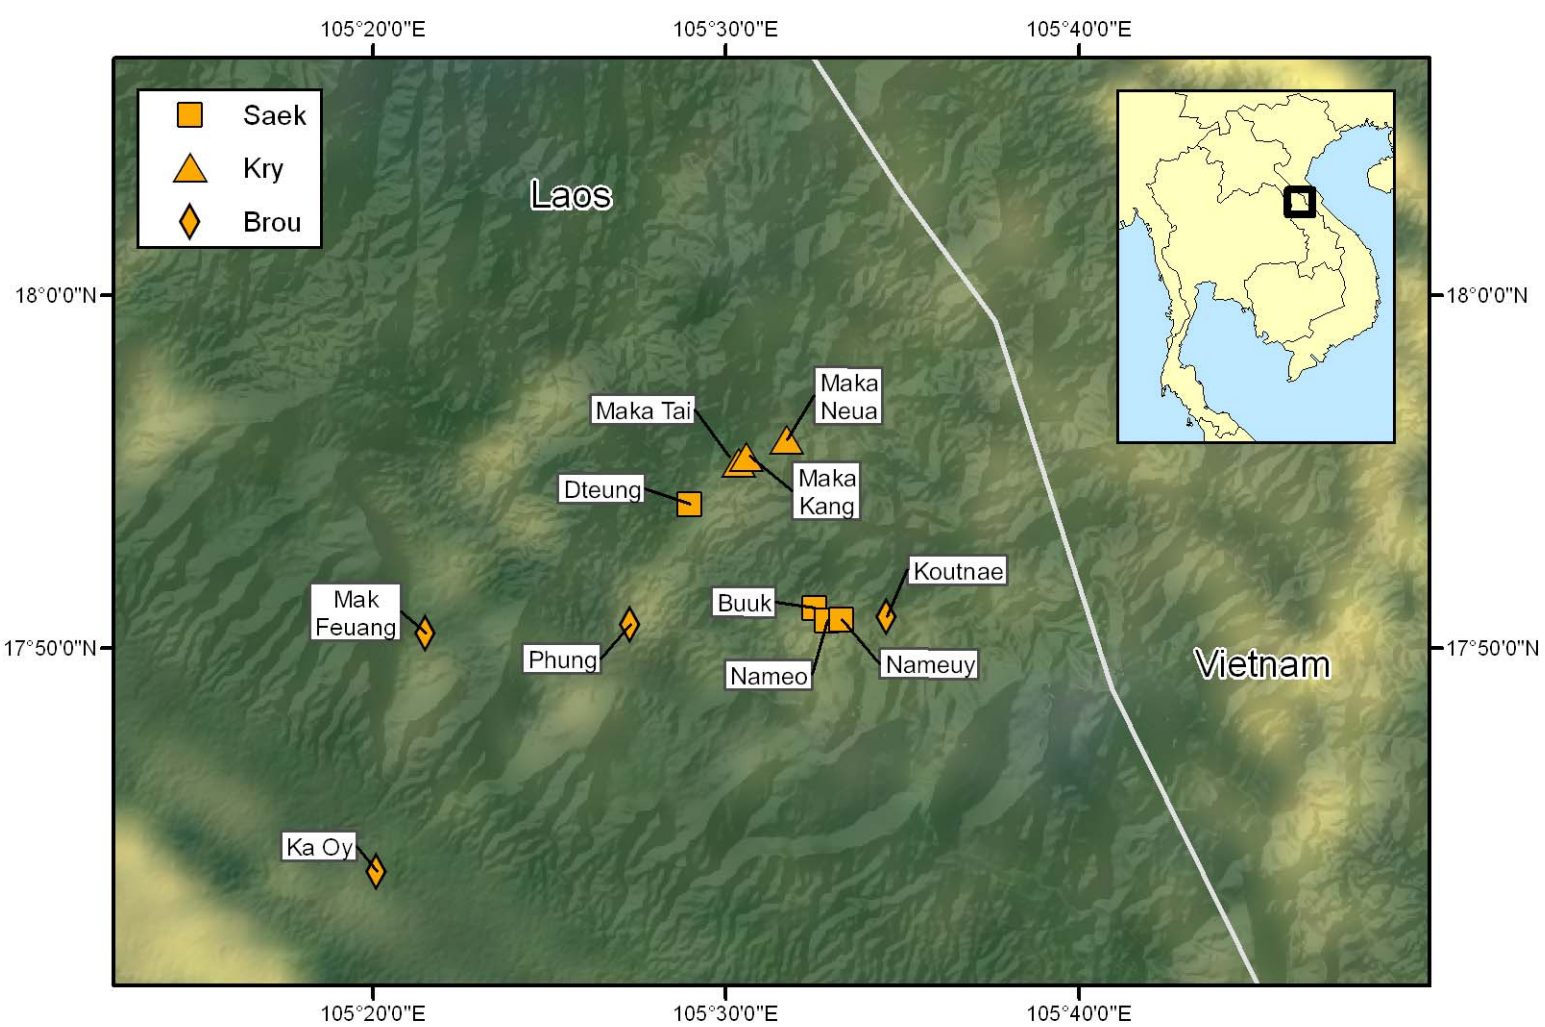 105°20'0"E
105°30'0"E
105°40'0"E
Saek
Kry
Brou
Laos
18°0'0"N
18°0'0"N
Maka
Neua
Maka Tai
Maka
Kang
Dteung
Koutnae
Mak
Feuang
Buuk
17°50'0"N
17°50'0"N
Phung
Nameo
Nameuy
Vietnam
Ka Oy
105°20'0"E
105°30'0"E
105°40'0"E